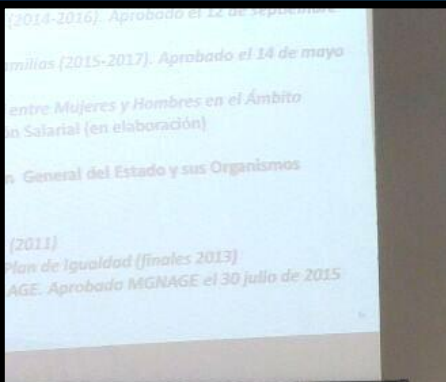 (2014-2016). Aprobado el 12 de septiembre
amilias (2015-2017). Aprobado el 14 de mayo
entre Mujeres y Hombres en el Ámbito
ón Salarial (en elaboración)
General del Estado y sus Organismos
(2011)
Plan de Igualdad (finales 2013)
AGE. Aprobado MGNAGE el 30 julio de 2015